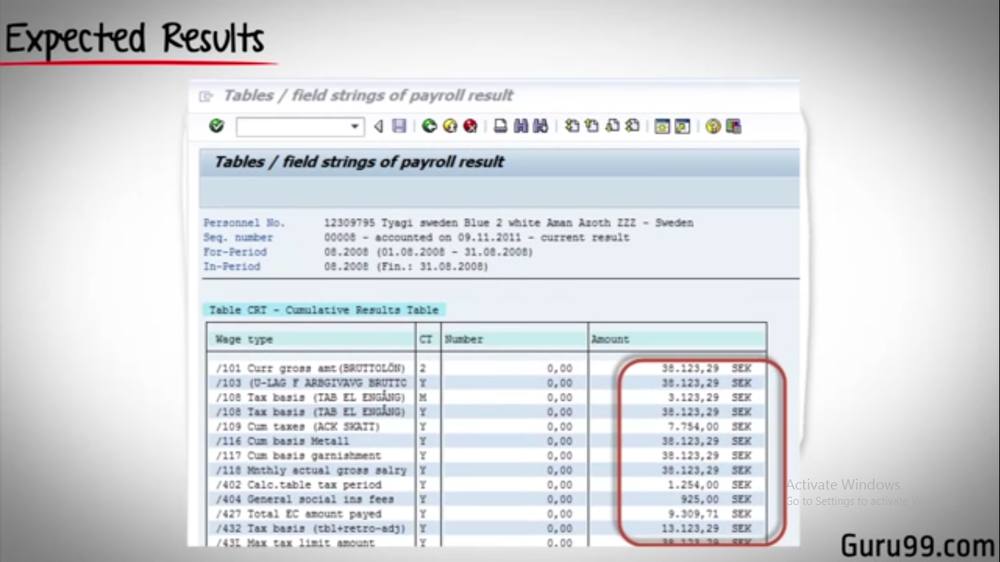 Expected Results
Tables / field strings of payroll result
Tables / field strings of payroll result
Personnel No. 12309795 Tyagi sweden Blue 2 white Aman Azoth ZZZ - Sweden
Seq. number 00008 - accounted on 09.11.2011 - current result
For-Period 08.2008 (01.08.2008 - 31.08.2008)
In-Period 08.2008 (Fin.: 31.08.2008)
Table CRT - Cumulative Results Table
Wage type CT Number Amount
/101 Curr gross amt(BRUTTOLÖN) 2 0,00 38.123,29 SEK
/103 (U-LAG F ARBGIVAVG BRUTTO Y 0,00 38.123,29 SEK
/108 Tax basis (TAB EL ENGÅNG) M 0,00 3.123,29 SEK
/108 Tax basis (TAB EL ENGÅNG) Y 0,00 38.123,29 SEK
/109 Cum taxes (ACK SKATT) Y 0,00 7.754,00 SEK
/116 Cum basis Metall Y 0,00 38.123,29 SEK
/117 Cum basis garnishment Y 0,00 38.123,29 SEK
/118 Mnthly actual gross salry Y 0,00 38.123,29 SEK
/402 Calc.table tax period Y 0,00 1.254,00 SEK
/404 General social ins fees Y 0,00 925,00 SEK
/427 Total EC amount payed Y 0,00 9.309,71 SEK
/432 Tax basis (tbl+retro-adj) Y 0,00 13.123,29 SEK
/43L Max tax limit amount Y 0,00 38.123,29 SEK
Activate Windows
Go to Settings to activate
Guru99.com